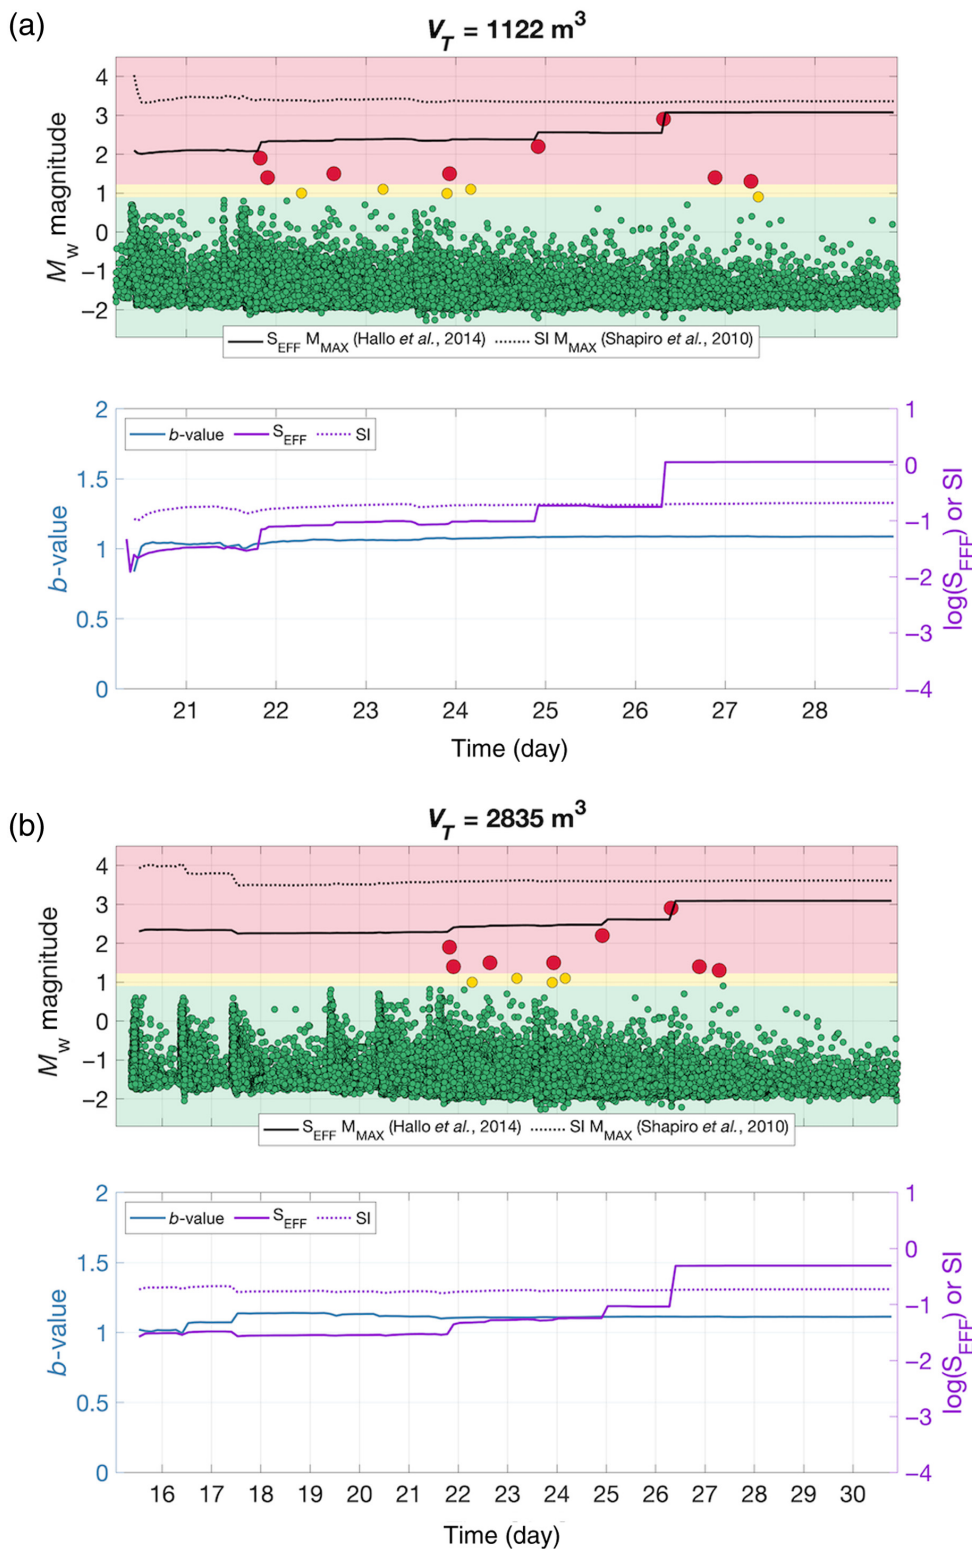 (a)
V_T = 1122 m³
4
3
2
1
0
−1
−2
M_w magnitude
S_EFF M_MAX (Hallo et al., 2014) SI M_MAX (Shapiro et al., 2010)
2
1.5
1
0.5
0
b-value
b-value S_EFF SI
1
0
−1
−2
−3
−4
log(S_EFF) or SI
21 22 23 24 25 26 27 28
Time (day)
(b)
V_T = 2835 m³
4
3
2
1
0
−1
−2
M_w magnitude
S_EFF M_MAX (Hallo et al., 2014) SI M_MAX (Shapiro et al., 2010)
2
1.5
1
0.5
0
b-value
b-value S_EFF SI
1
0
−1
−2
−3
−4
log(S_EFF) or SI
16 17 18 19 20 21 22 23 24 25 26 27 28 29 30
Time (day)